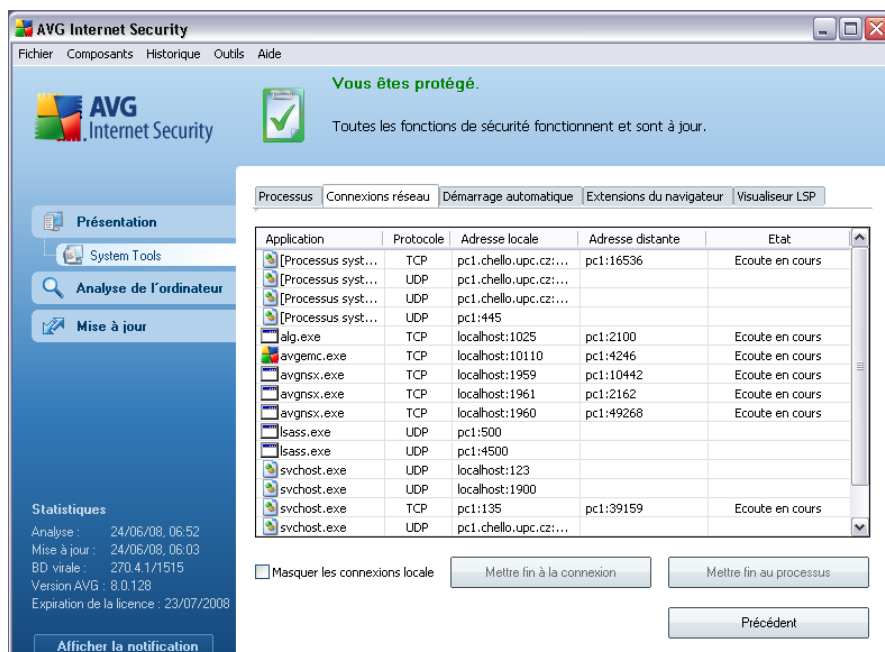 AVG Internet Security
Fichier Composants Historique Outils Aide
AVG
Internet Security
Vous êtes protégé.
Toutes les fonctions de sécurité fonctionnent et sont à jour.
Présentation
System Tools
Analyse de l'ordinateur
Mise à jour
Statistiques
Analyse : 24/06/08, 06:52
Mise à jour : 24/06/08, 06:03
BD virale : 270.4.1/1515
Version AVG : 8.0.128
Expiration de la licence : 23/07/2008
Afficher la notification
Processus Connexions réseau Démarrage automatique Extensions du navigateur Visualiseur LSP
Application Protocole Adresse locale Adresse distante Etat
[Processus syst... TCP pc1.chello.upc.cz:... pc1:16536 Ecoute en cours
[Processus syst... UDP pc1.chello.upc.cz:...
[Processus syst... UDP pc1.chello.upc.cz:...
[Processus syst... UDP pc1:445
alg.exe TCP localhost:1025 pc1:2100 Ecoute en cours
avgemc.exe TCP localhost:10110 pc1:4246 Ecoute en cours
avgnsx.exe TCP localhost:1959 pc1:10442 Ecoute en cours
avgnsx.exe TCP localhost:1961 pc1:2162 Ecoute en cours
avgnsx.exe TCP localhost:1960 pc1:49268 Ecoute en cours
lsass.exe UDP pc1:500
lsass.exe UDP pc1:4500
svchost.exe UDP localhost:123
svchost.exe UDP localhost:1900
svchost.exe TCP pc1:135 pc1:39159 Ecoute en cours
svchost.exe UDP pc1.chello.upc.cz:...
Masquer les connexions locale
Mettre fin à la connexion
Mettre fin au processus
Précédent